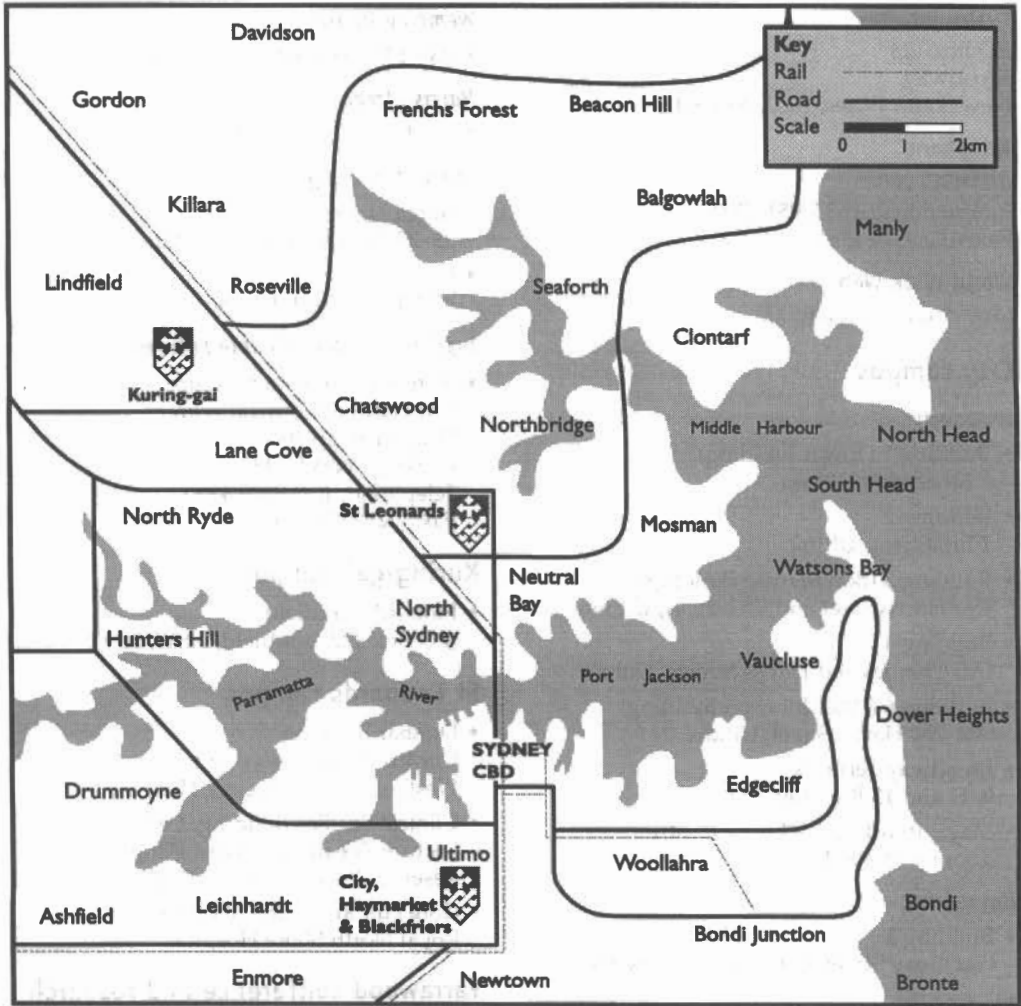 Davidson
Key
Rail
Road
Scale
0 1 2km
Gordon
Frenchs Forest
Beacon Hill
Killara
Balgowlah
Manly
Lindfield
Roseville
Seaforth
Clontarf
Kuring-gai
Chatswood
Northbridge
Middle Harbour
North Head
Lane Cove
South Head
North Ryde
St Leonards
Mosman
Watsons Bay
Neutral
Bay
North
Sydney
Hunters Hill
Vaucluse
Port Jackson
Parramatta River
Dover Heights
SYDNEY
CBD
Drummoyne
Edgecliff
Ultimo
Woollahra
City,
Haymarket
& Blackfriers
Leichhardt
Ashfield
Bondi
Bondi Junction
Enmore
Newtown
Bronte